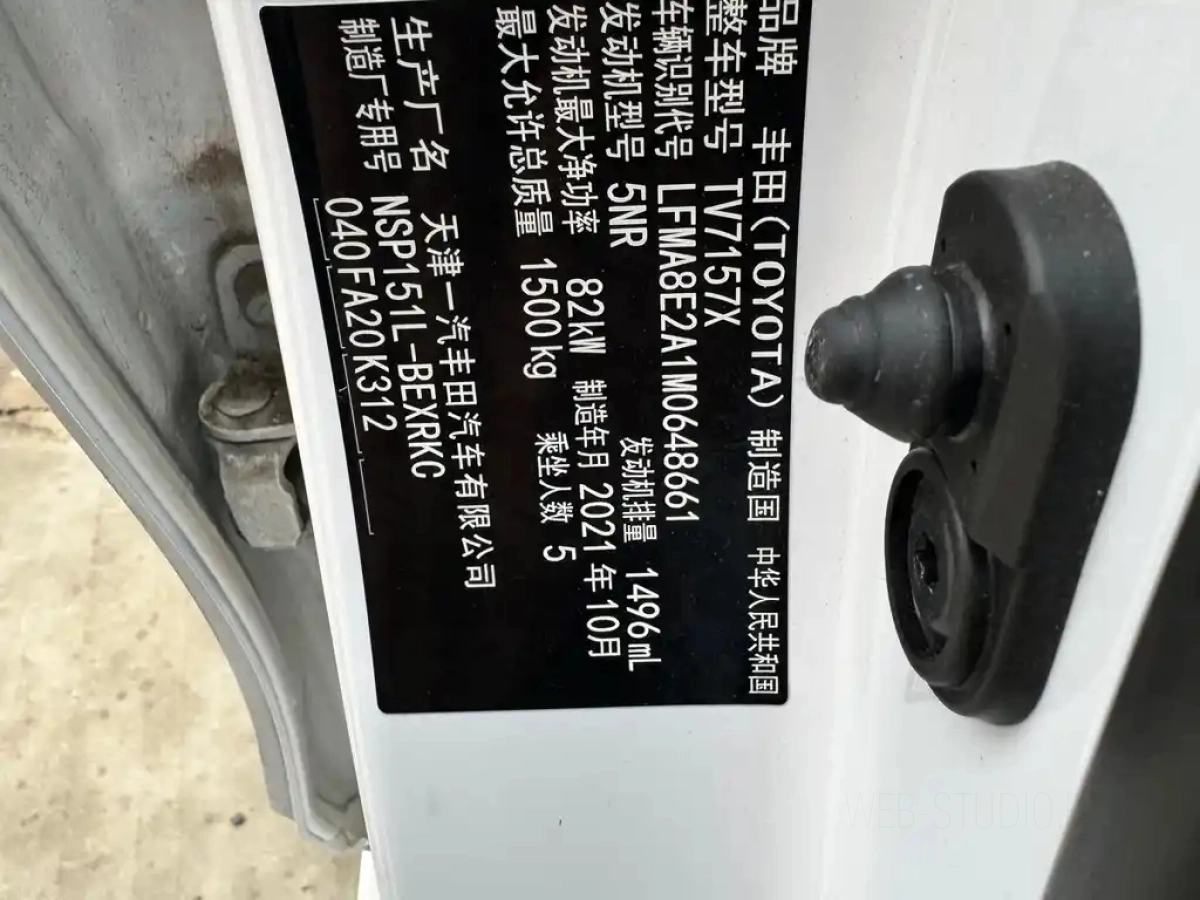 品牌 丰田(TOYOTA) 制造国 中华人民共和国
整车型号 TV7157X
车辆识别代号 LFMA8E2A1M0648661
发动机型号 5NR 发动机排量 1496mL
发动机最大净功率 82kW 制造年月 2021年10月
最大允许总质量 1500kg 乘坐人数 5
生产厂名 天津一汽丰田汽车有限公司
制造厂专用号 NSP151L-BEXRKC
040FA20K312
WEB-STUDIO